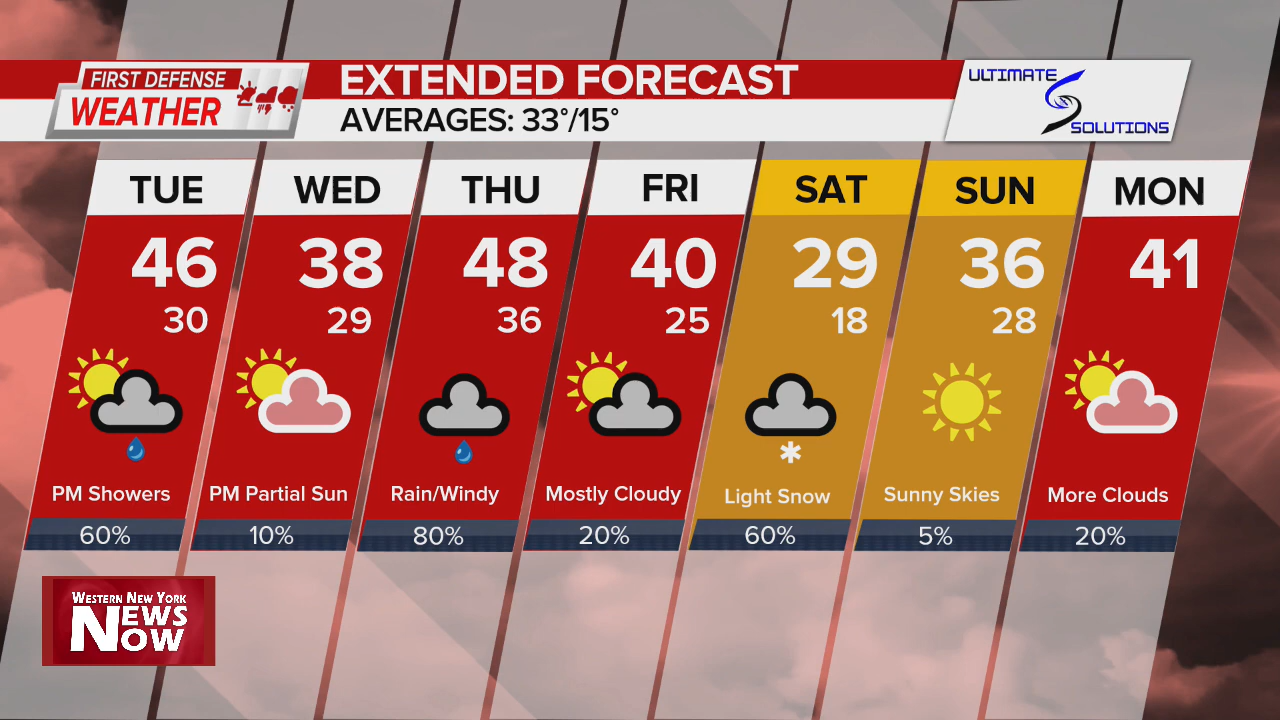 FIRST DEFENSE
WEATHER
EXTENDED FORECAST
AVERAGES: 33°/15°
ULTIMATE
SOLUTIONS
TUE WED THU FRI SAT SUN MON
46 38 48 40 29 36 41
30 29 36 25 18 28
PM Showers PM Partial Sun Rain/Windy Mostly Cloudy Light Snow Sunny Skies More Clouds
60% 10% 80% 20% 60% 5% 20%
WESTERN NEW YORK
NEWS
NOW